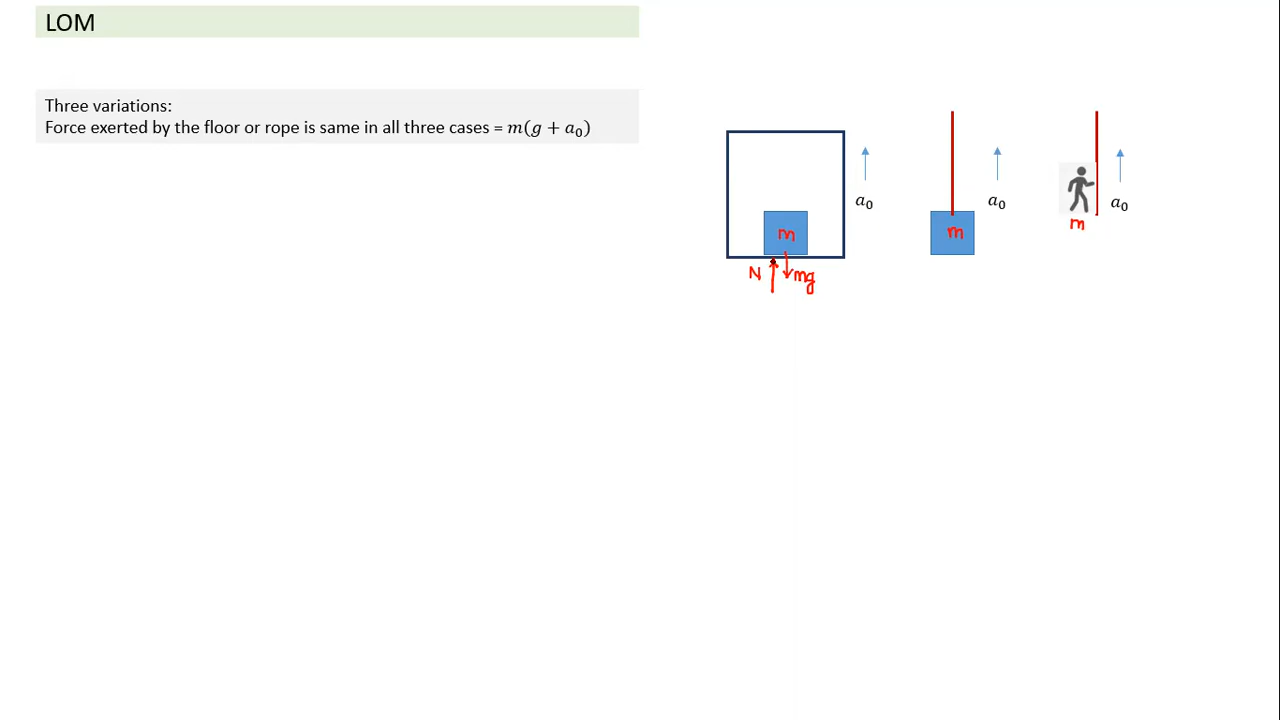 LOM
Three variations:
Force exerted by the floor or rope is same in all three cases = 𝑚(𝑔 + 𝑎₀)
m
N
mg
𝑎₀
m
𝑎₀
m
𝑎₀